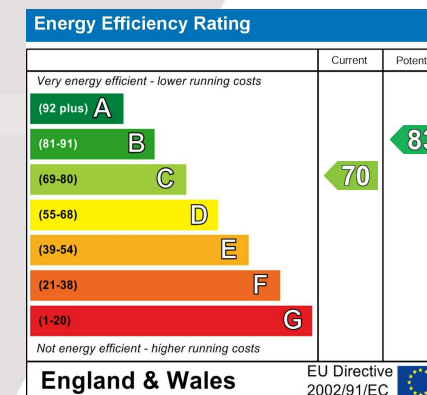 Energy Efficiency Rating
Current
Very energy efficient - lower running costs
(92 plus) A
(81-91) B
(69-80) C
70
(55-68) D
(39-54) E
(21-38) F
(1-20) G
Not energy efficient - higher running costs
England & Wales
EU Directive
2002/91/EC